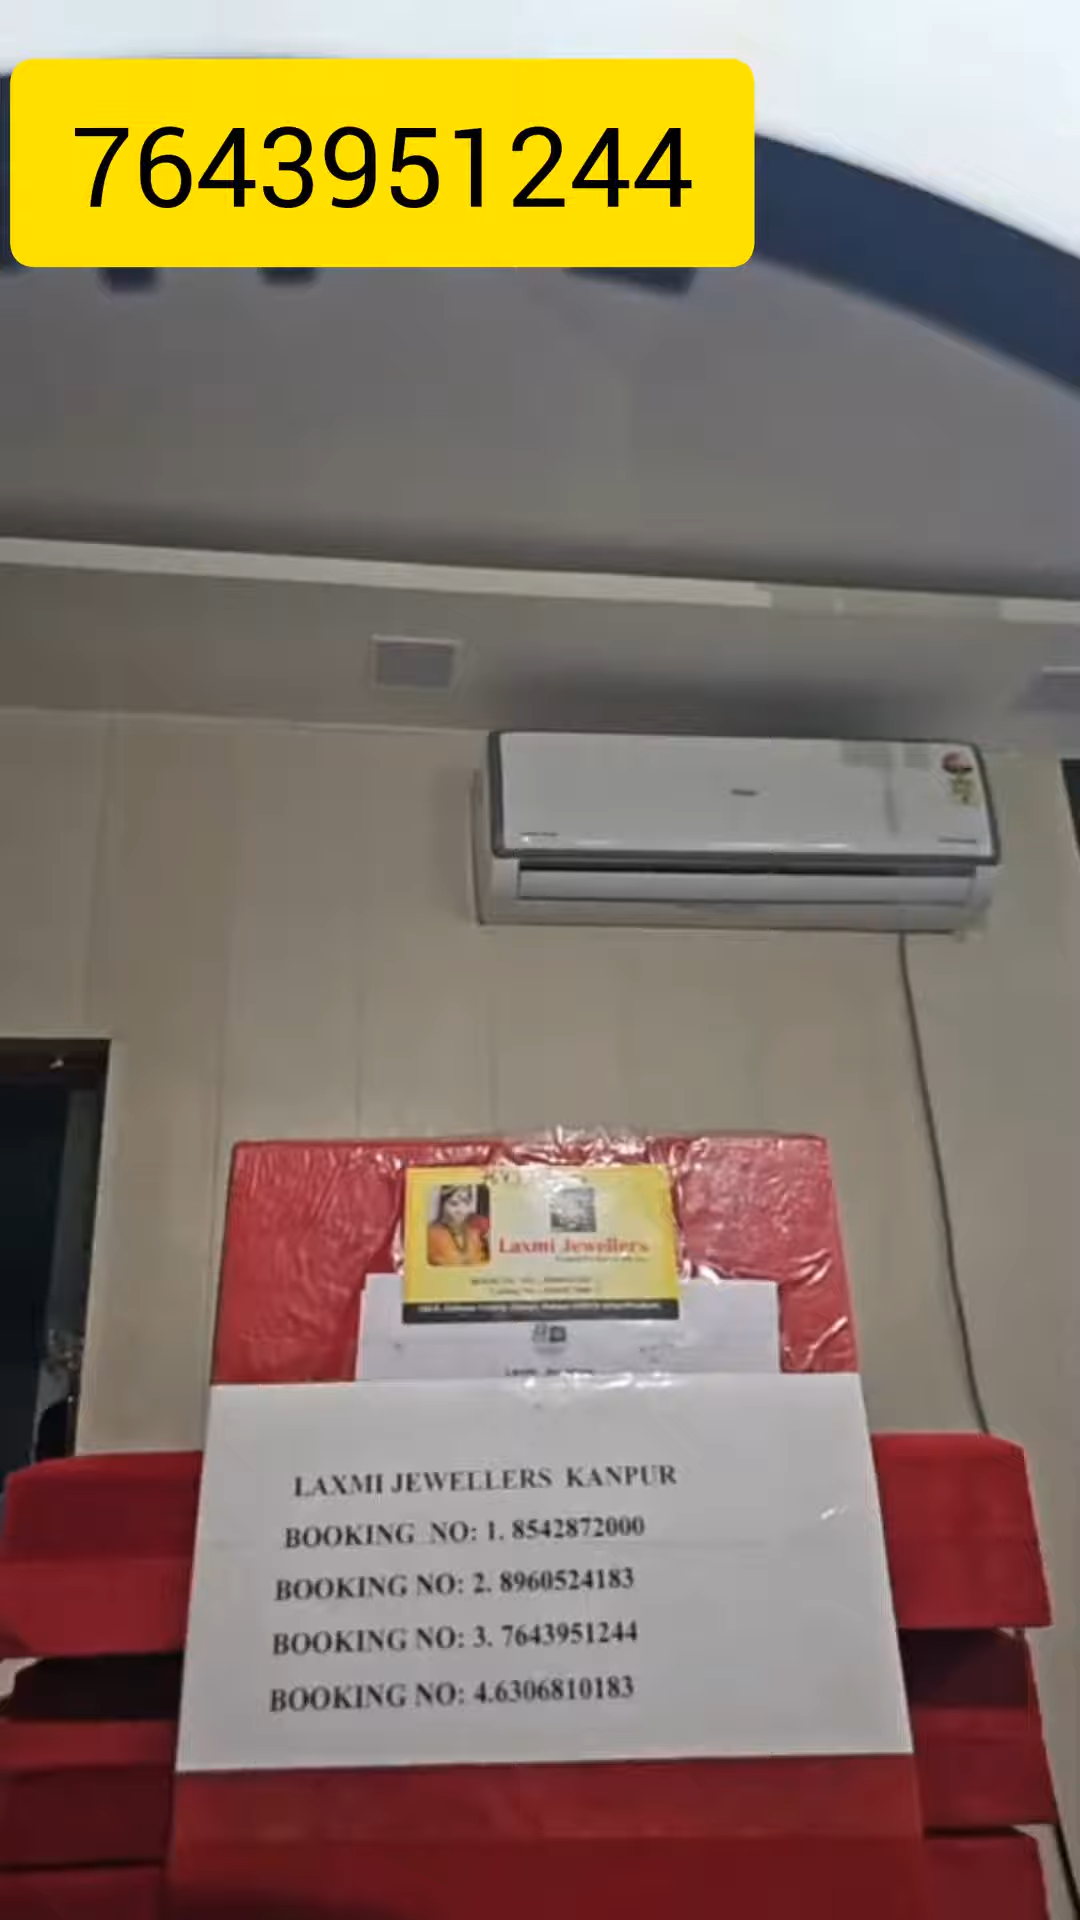 7643951244
Laxmi Jewellers
LAXMI JEWELLERS KANPUR
BOOKING NO: 1. 8542872000
BOOKING NO: 2. 8960524183
BOOKING NO: 3. 7643951244
BOOKING NO: 4.6306810183